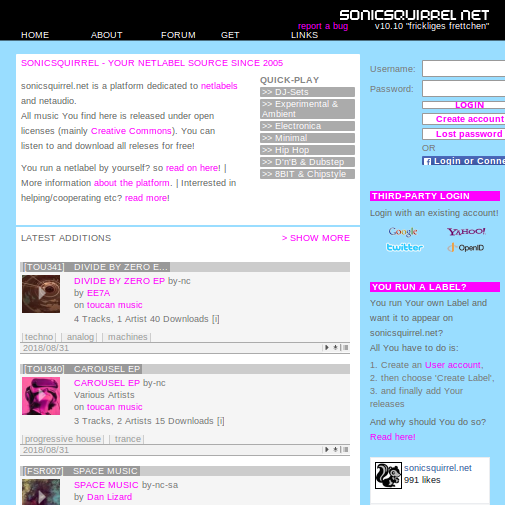 SONICSQUIRREL NET
report a bug v10.10 "frickliges frettchen"
HOME ABOUT FORUM GET LINKS
SONICSQUIRREL - YOUR NETLABEL SOURCE SINCE 2005
sonicsquirrel.net is a platform dedicated to netlabels
and netaudio.
All music You find here is released under open
licenses (mainly Creative Commons). You can
listen to and download all releses for free!
You run a netlabel by yourself? so read on here! |
More information about the platform. | Interrested in
helping/cooperating etc? read more!
QUICK-PLAY
>> DJ-Sets
>> Experimental &
Ambient
>> Electronica
>> Minimal
>> Hip Hop
>> D'n'B & Dubstep
>> 8BIT & Chipstyle
LATEST ADDITIONS > SHOW MORE
[TOU341] DIVIDE BY ZERO E...
DIVIDE BY ZERO EP by-nc
by EE7A
on toucan music
4 Tracks, 1 Artist 40 Downloads [i]
|techno| | analog| | machines|
2018/08/31
[TOU340] CAROUSEL EP
CAROUSEL EP by-nc
Various Artists
on toucan music
3 Tracks, 2 Artists 15 Downloads [i]
|progressive house| | trance|
2018/08/31
[FSR007] SPACE MUSIC
SPACE MUSIC by-nc-sa
by Dan Lizard
Username:
Password:
LOGIN
Create account
Lost password
OR
Login or Conne
THIRD-PARTY LOGIN
Login with an existing account!
Google YAHOO!
twitter OpenID
YOU RUN A LABEL?
You run Your own Label and
want it to appear on
sonicsquirrel.net?
All You have to do is:
1. Create an User account,
2. then choose 'Create Label',
3. and finally add Your
releases
And why should You do so?
Read here!
sonicsquirrel.net
991 likes